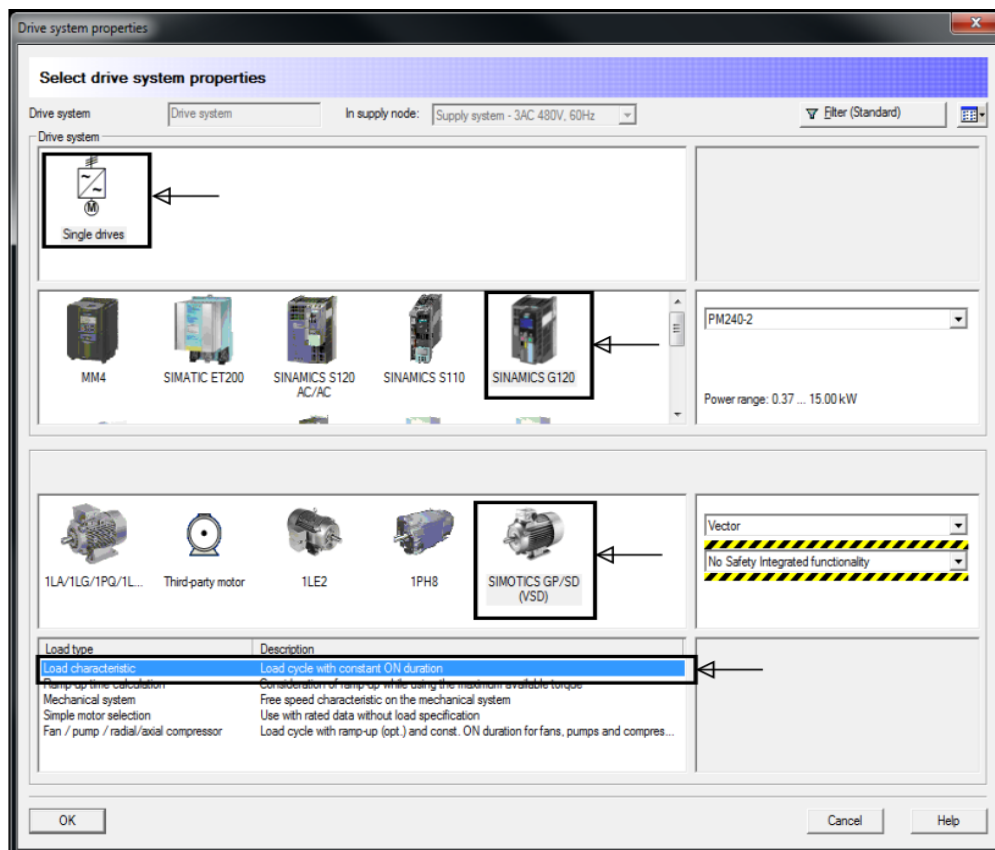 Drive system properties
Select drive system properties
Drive system
Drive system
In supply node:
Supply system - 3AC 480V, 60Hz
Filter (Standard)
Drive system
Single drives
MM4
SIMATIC ET200
SINAMICS S120
AC/AC
SINAMICS S110
SINAMICS G120
PM240-2
Power range: 0.37 ... 15.00 kW
1LA/1LG/1PQ/1L...
Third-party motor
1LE2
1PH8
SIMOTICS GP/SD
(VSD)
Vector
No Safety Integrated functionality
Load type Description
Load characteristic Load cycle with constant ON duration
Ramp-up time calculation Consideration of ramp-up while using the maximum available torque
Mechanical system Free speed characteristic on the mechanical system
Simple motor selection Use with rated data without load specification
Fan / pump / radial/axial compressor Load cycle with ramp-up (opt.) and const. ON duration for fans, pumps and compres...
OK
Cancel
Help